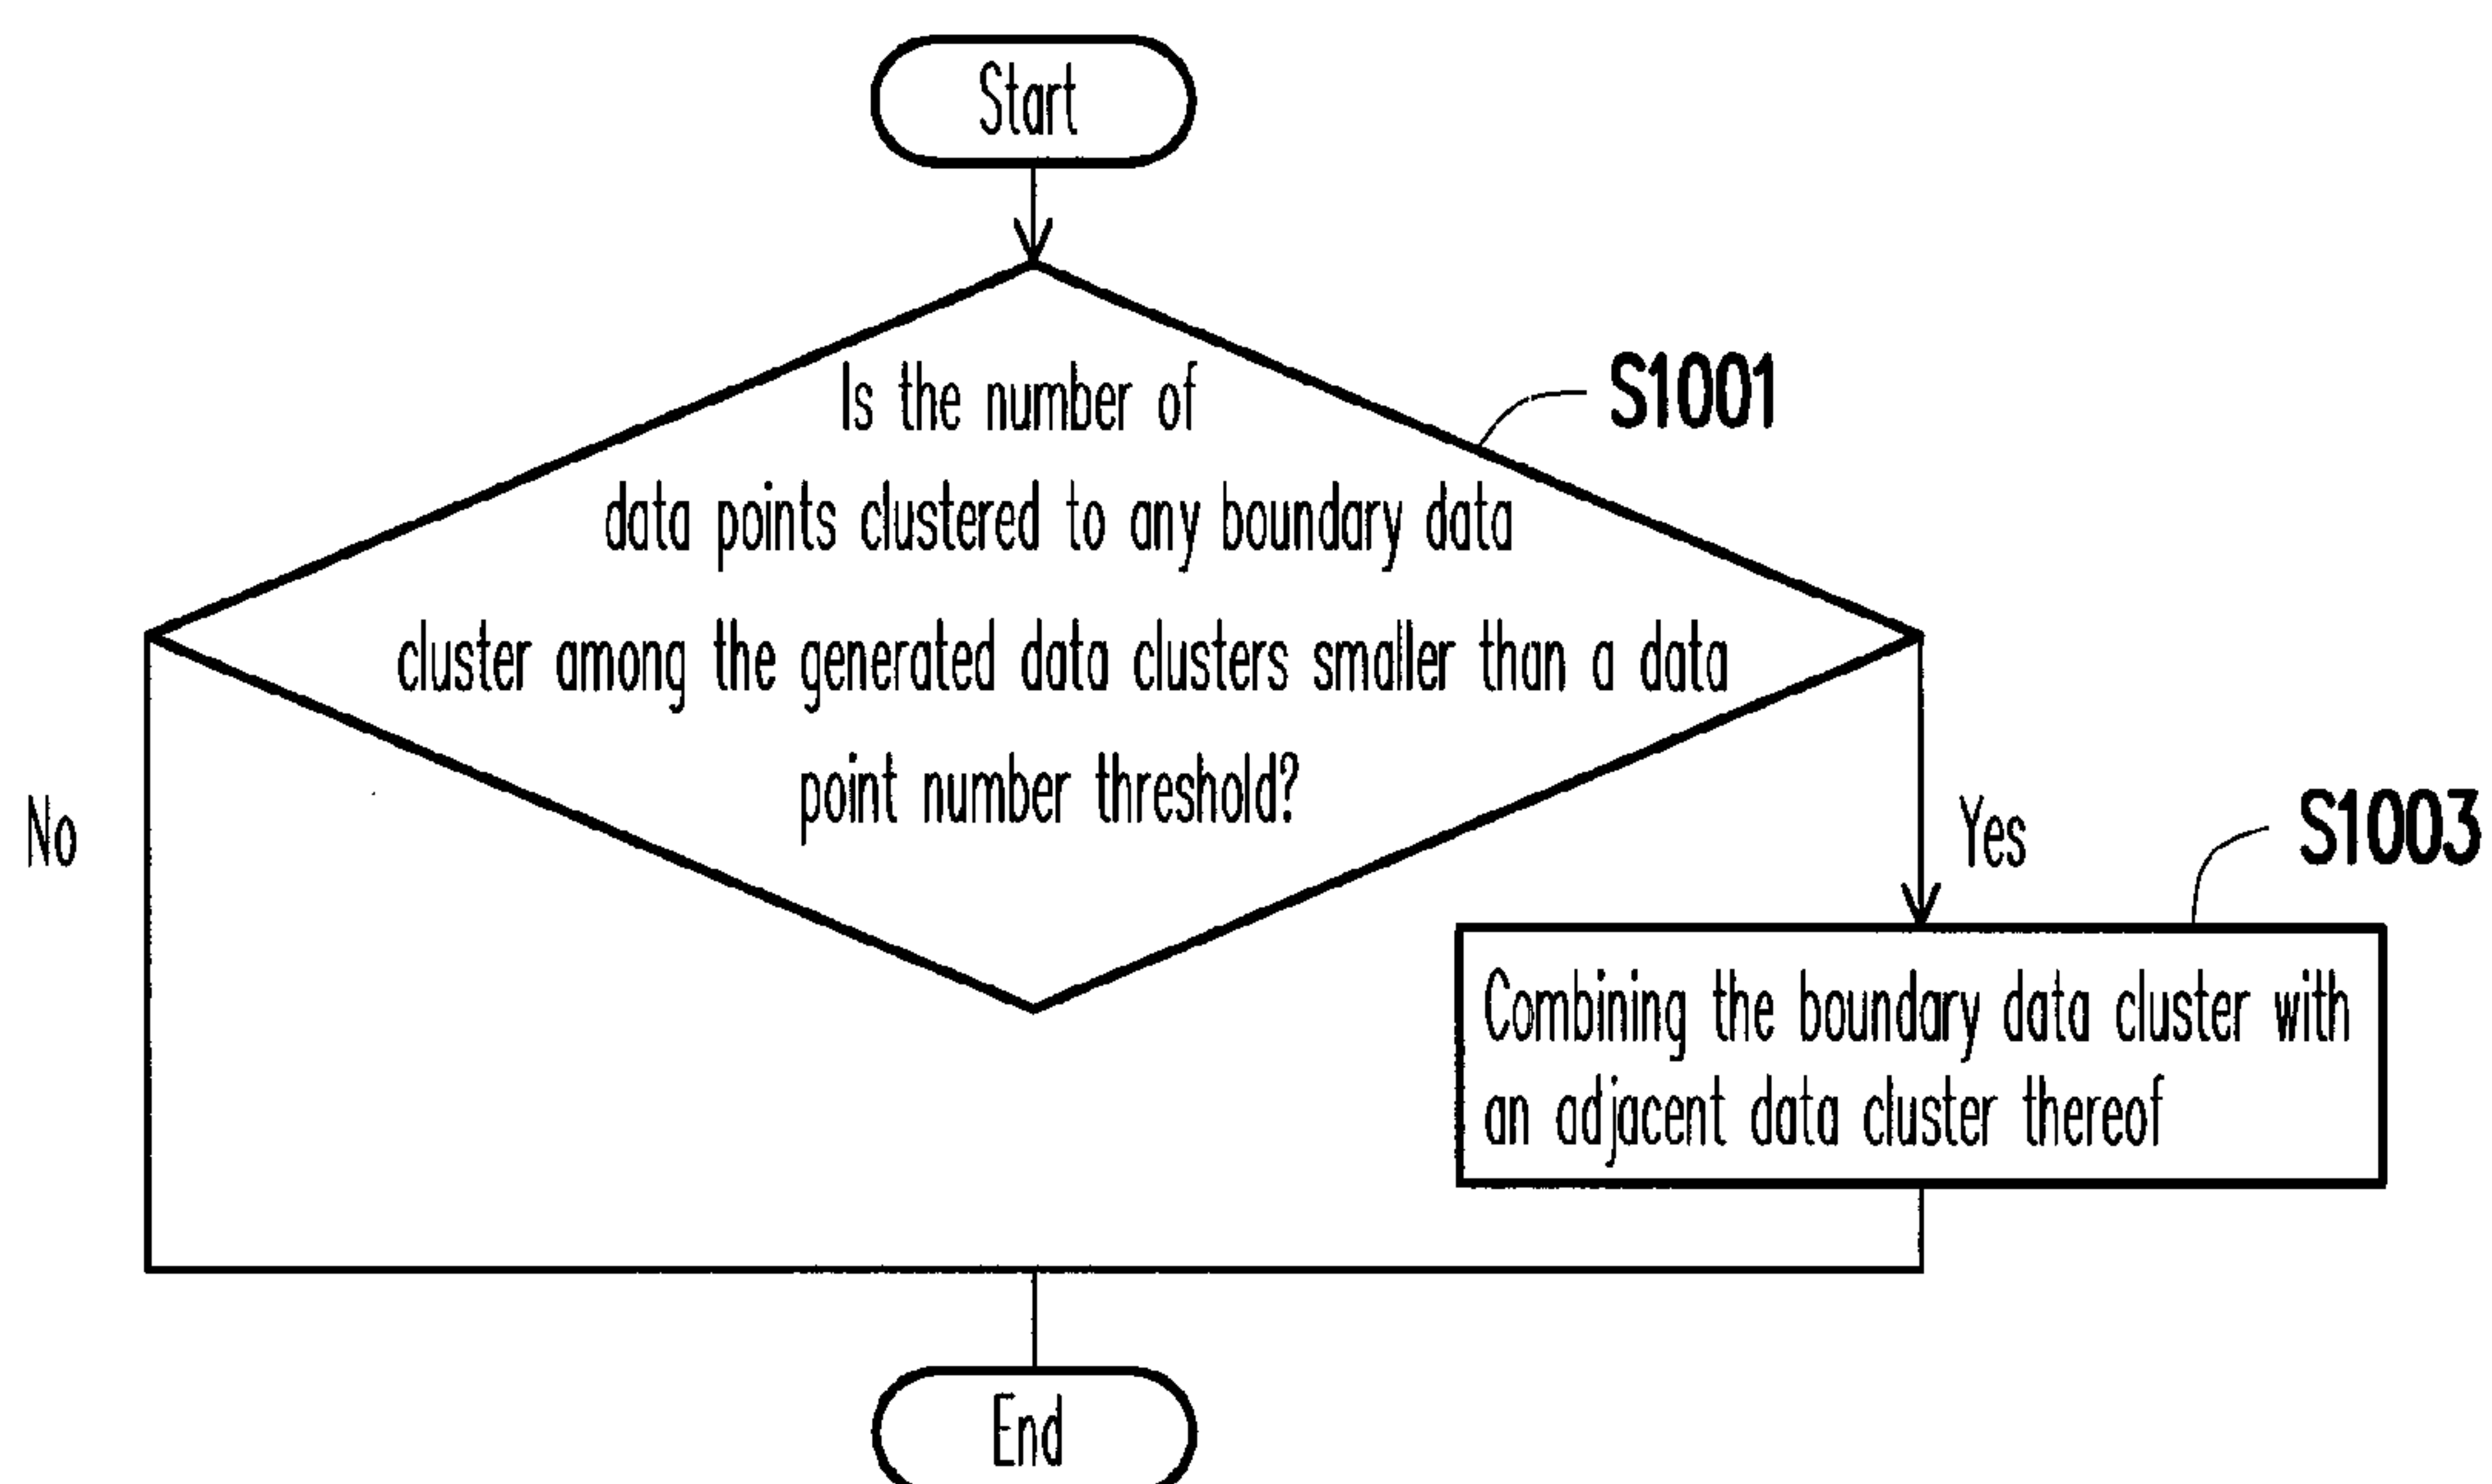 Start
Is the number of
S1001
data points clustered to any boundary data
cluster among the generated data clusters smaller than a data
point number threshold?
No
Yes
S1003
Combining the boundary data cluster with
an adjacent data cluster thereof
End